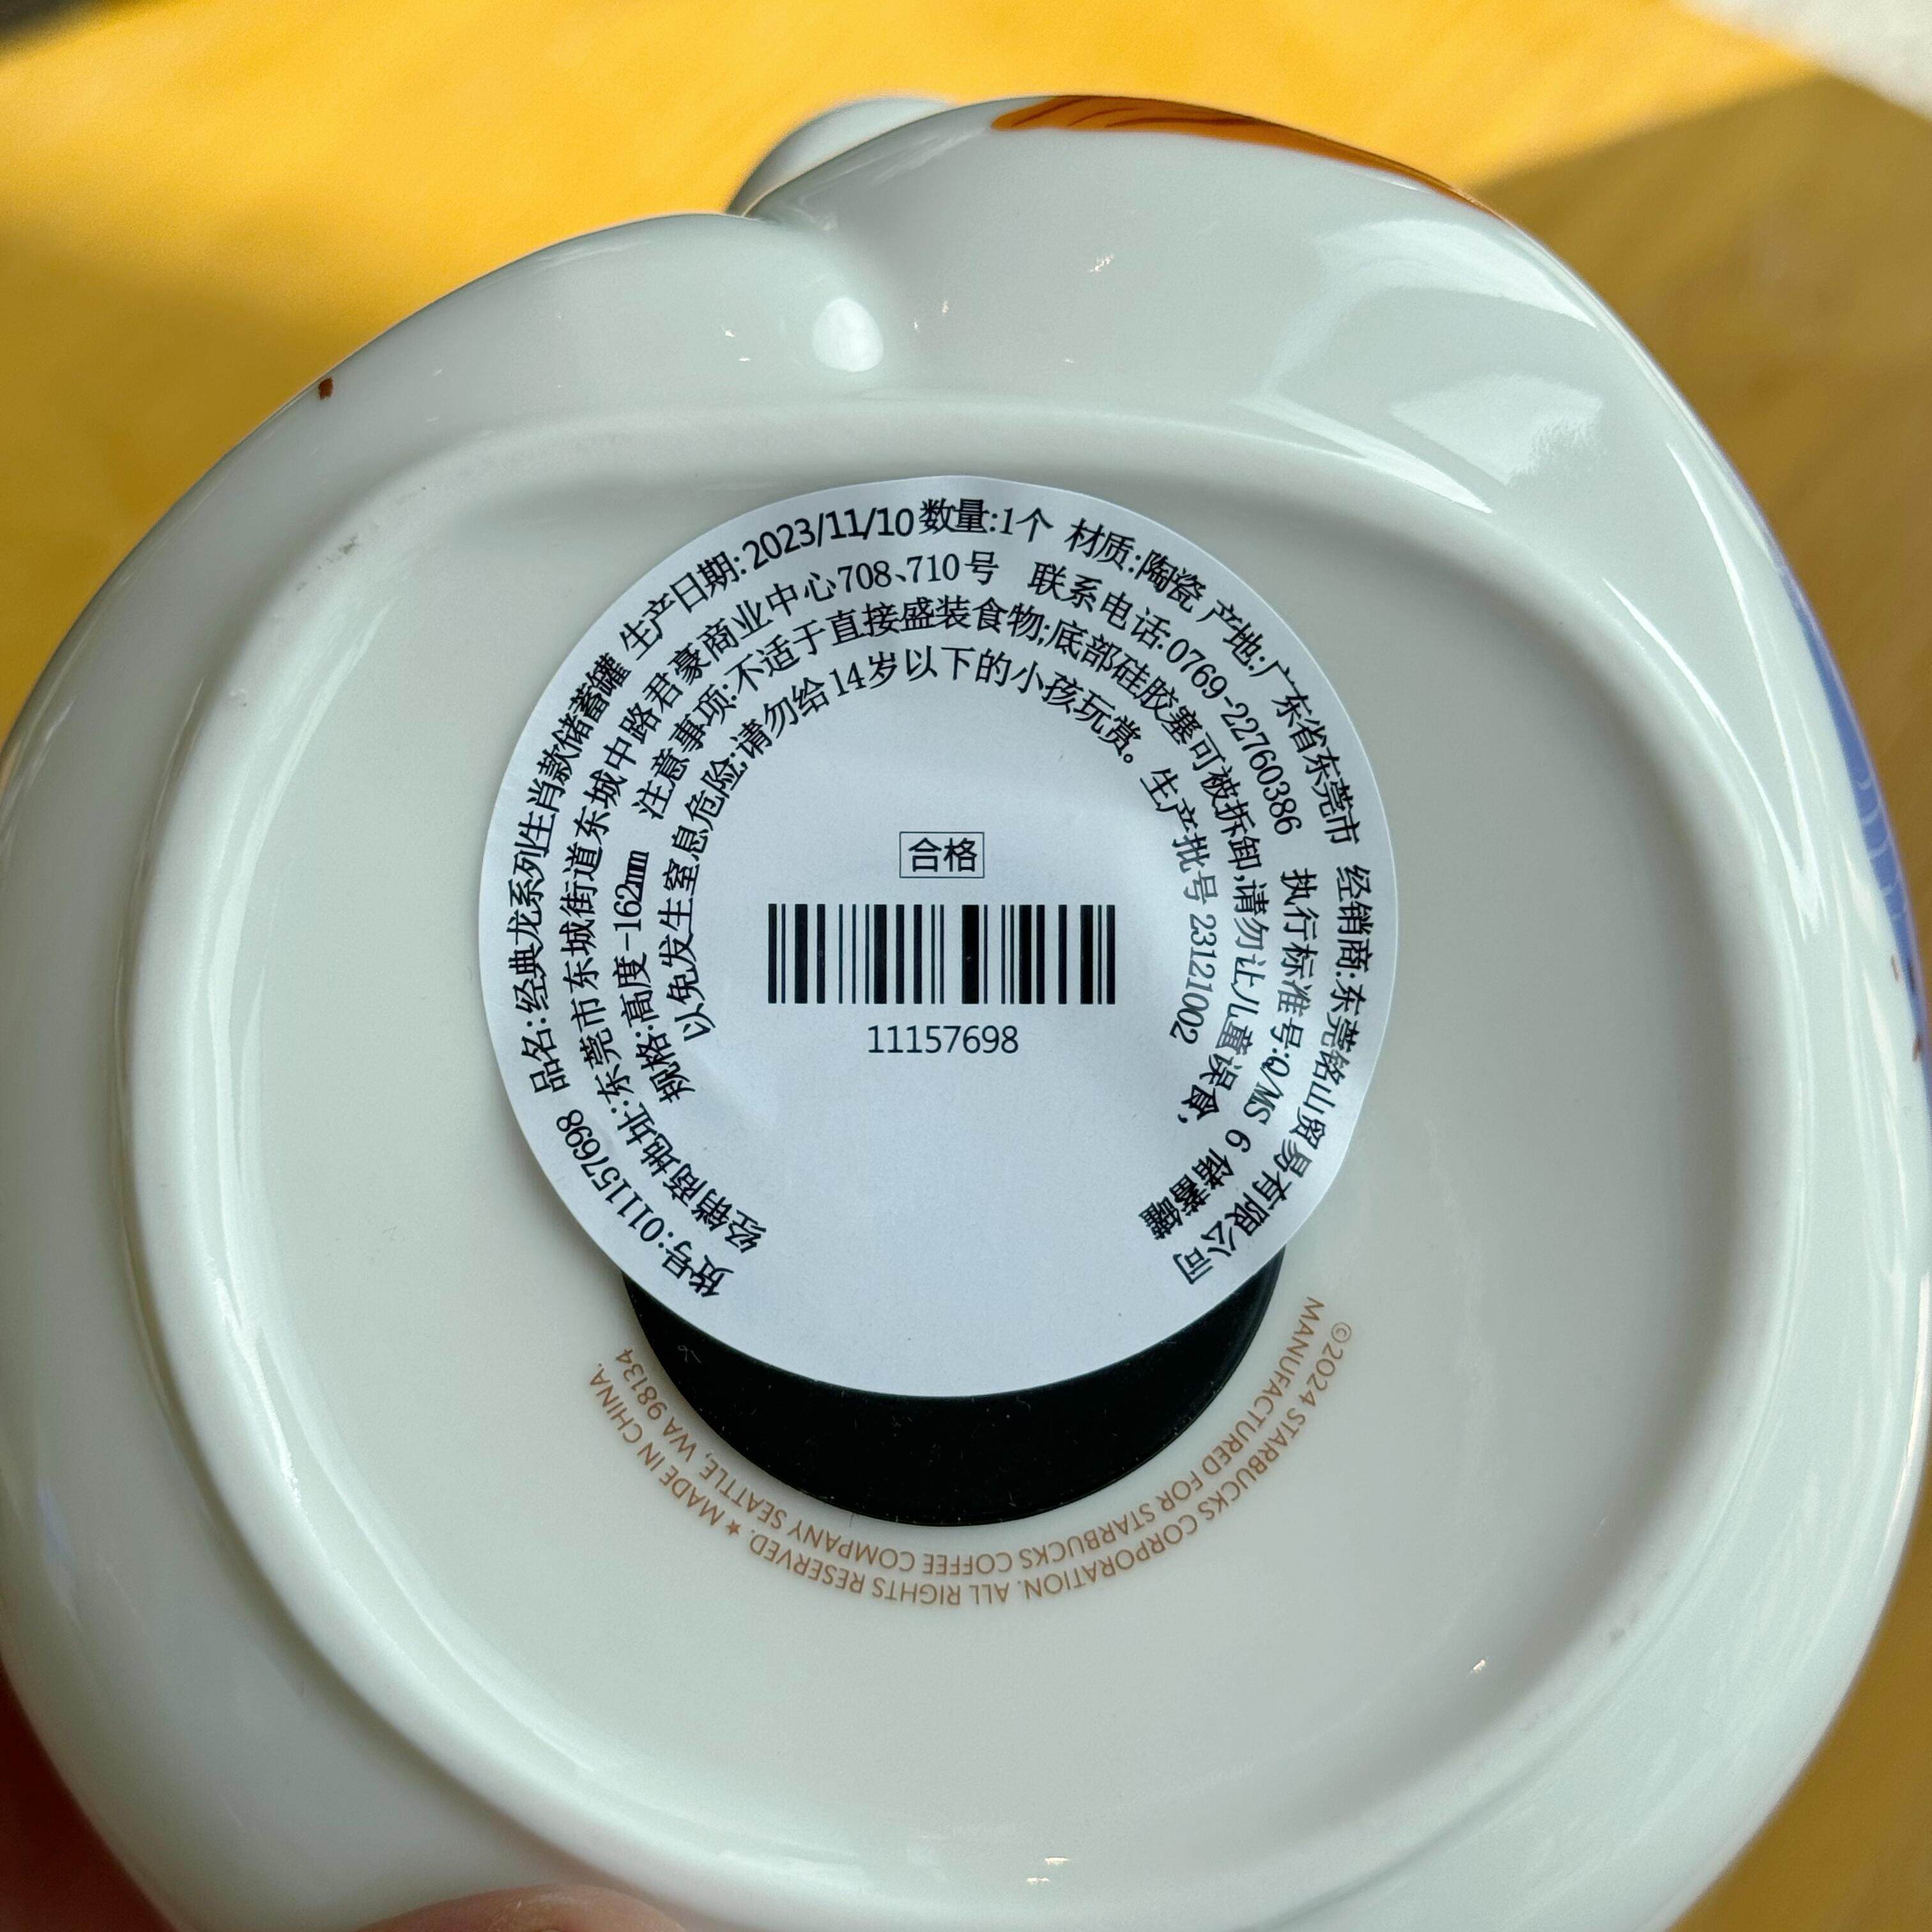 货号:011157698 品名:经典龙系列生肖款储蓄罐 生产日期:2023/11/10 数量:1个 材质:陶瓷 产地:广东省东莞市 经销商:东莞铭山贸易有限公司
经销商地址:东莞市东城街道东城中路君豪商业中心708、710号 联系电话:0769-22760386 执行标准号:Q/MS 6 储蓄罐
规格:高度-162mm 注意事项:不适于直接盛装食物;底部硅胶塞可被拆卸,请勿让儿童误食,
以免发生窒息危险;请勿给14岁以下的小孩玩赏。 生产批号 231121002
合格
11157698
©2024 STARBUCKS CORPORATION. ALL RIGHTS RESERVED. ★ MADE IN CHINA.
MANUFACTURED FOR STARBUCKS COFFEE COMPANY SEATTLE, WA 98134